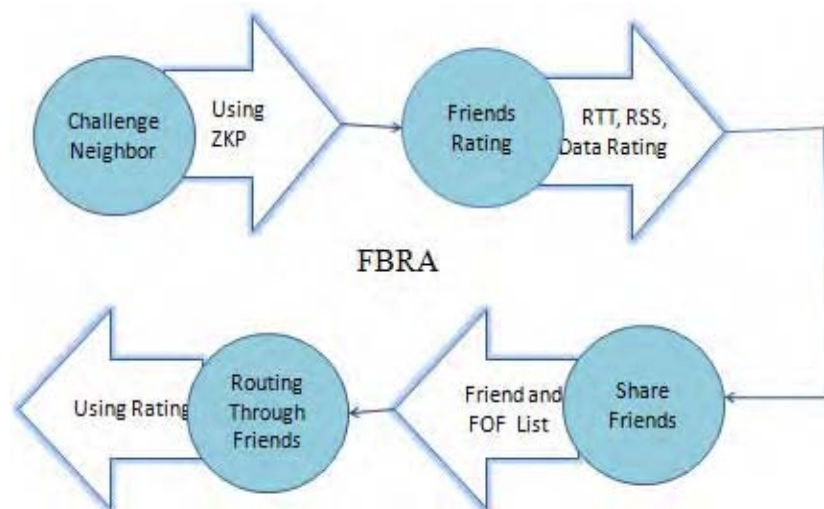 Challenge
Neighbor
Using
ZKP
Friends
Rating
RTT, RSS,
Data Rating
FBRA
Share
Friends
Friend and
FOF List
Routing
Through
Friends
Using Rating